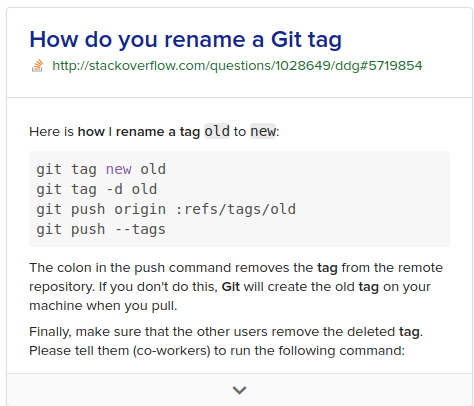 How do you rename a Git tag
http://stackoverflow.com/questions/1028649/ddg#5719854
Here is how I rename a tag old to new:
git tag new old
git tag -d old
git push origin :refs/tags/old
git push --tags
The colon in the push command removes the tag from the remote
repository. If you don't do this, Git will create the old tag on your
machine when you pull.
Finally, make sure that the other users remove the deleted tag.
Please tell them (co-workers) to run the following command: